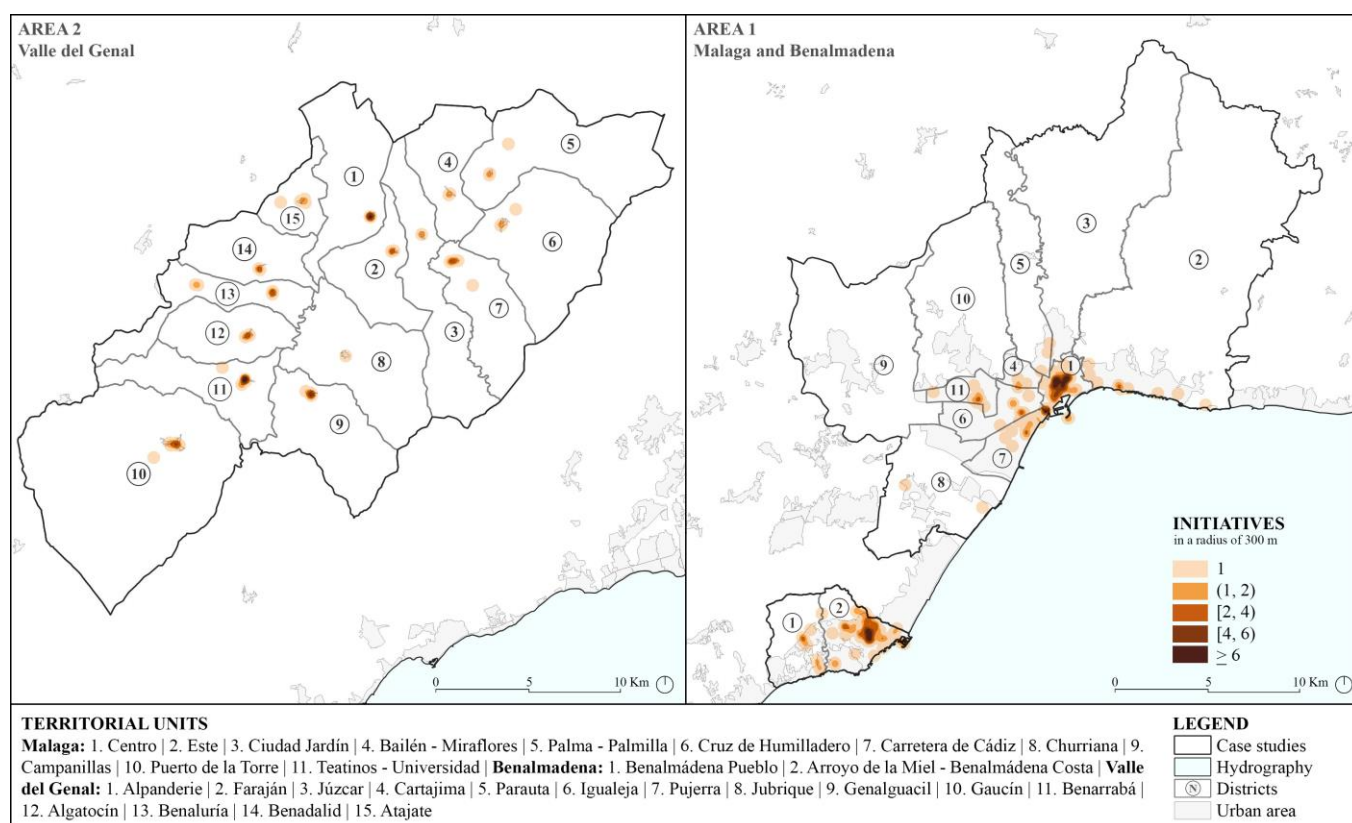 AREA 2
Valle del Genal
5
4
1
15
6
14
2
13
7
3
12
8
11
9
10
0 5 10 Km
AREA 1
Malaga and Benalmadena
3
2
5
10
9
4
1
11
6
7
8
2
1
INITIATIVES
in a radius of 300 m
1
(1, 2)
[2, 4)
[4, 6)
≥ 6
0 5 10 Km
TERRITORIAL UNITS
Malaga: 1. Centro | 2. Este | 3. Ciudad Jardín | 4. Bailén - Miraflores | 5. Palma - Palmilla | 6. Cruz de Humilladero | 7. Carretera de Cádiz | 8. Churriana | 9.
Campanillas | 10. Puerto de la Torre | 11. Teatinos - Universidad | Benalmadena: 1. Benalmádena Pueblo | 2. Arroyo de la Miel - Benalmádena Costa | Valle
del Genal: 1. Alpanderie | 2. Faraján | 3. Júzcar | 4. Cartajima | 5. Parauta | 6. Igualeja | 7. Pujerra | 8. Jubrique | 9. Genalguacil | 10. Gaucín | 11. Benarrabá |
12. Algatocín | 13. Benaluría | 14. Benadalid | 15. Atajate
LEGEND
Case studies
Hydrography
N Districts
Urban area